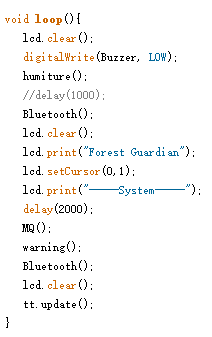 void loop(){
lcd.clear();
digitalWrite(Buzzer, LOW);
humiture();
//delay(1000);
Bluetooth();
lcd.clear();
lcd.print("Forest Guardian");
lcd.setCursor(0,1);
lcd.print("-----System-----");
delay(2000);
MQ();
warning();
Bluetooth();
lcd.clear();
tt.update();
}